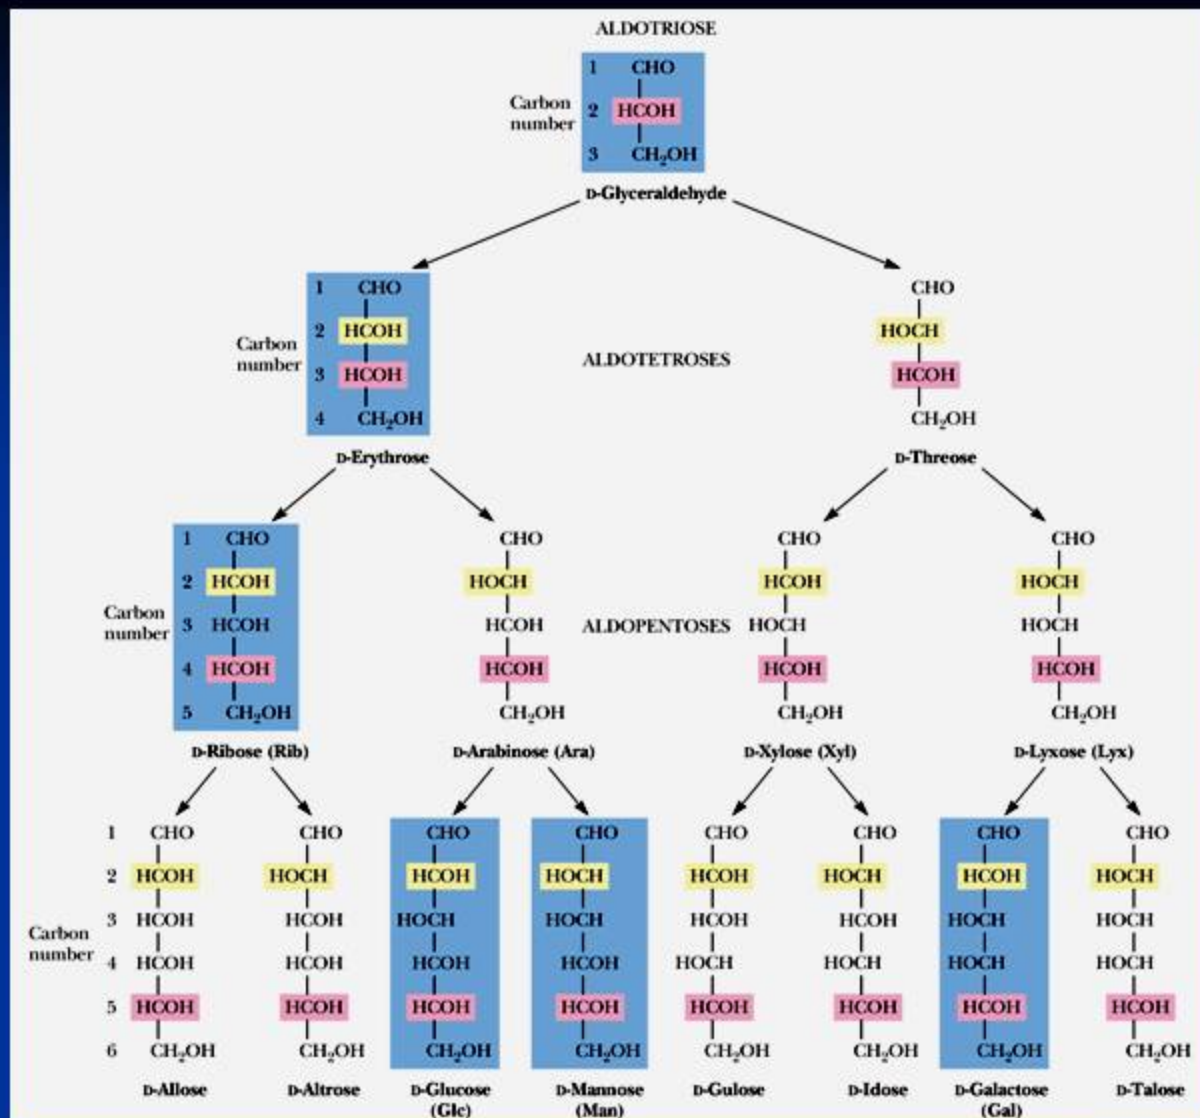 ALDOTRIOSE
1 CHO
Carbon number 2 HCOH
3 CH₂OH
D-Glyceraldehyde
1 CHO CHO
2 HCOH HOCH
Carbon number ALDOTETROSES
3 HCOH HCOH
4 CH₂OH CH₂OH
D-Erythrose D-Threose
1 CHO CHO CHO CHO
2 HCOH HOCH HCOH HOCH
Carbon number 3 HCOH HCOH ALDOPENTOSES HOCH HOCH
4 HCOH HCOH HCOH HCOH
5 CH₂OH CH₂OH CH₂OH CH₂OH
D-Ribose (Rib) D-Arabinose (Ara) D-Xylose (Xyl) D-Lyxose (Lyx)
1 CHO CHO CHO CHO CHO CHO CHO CHO
2 HCOH HOCH HCOH HOCH HCOH HOCH HCOH HOCH
3 HCOH HCOH HOCH HOCH HCOH HCOH HOCH HOCH
Carbon number
4 HCOH HCOH HCOH HCOH HOCH HOCH HOCH HOCH
5 HCOH HCOH HCOH HCOH HCOH HCOH HCOH HCOH
6 CH₂OH CH₂OH CH₂OH CH₂OH CH₂OH CH₂OH CH₂OH CH₂OH
D-Allose D-Altrose D-Glucose (Glc) D-Mannose (Man) D-Gulose D-Idose D-Galactose (Gal) D-Talose